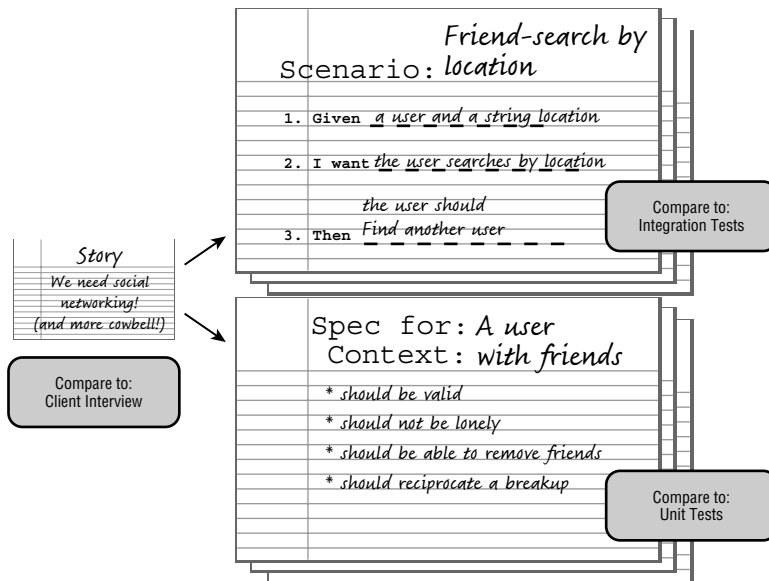 Friend-search by
Scenario: location
1. Given a user and a string location
2. I want the user searches by location
the user should
3. Then Find another user
Compare to:
Integration Tests
Story
We need social
networking!
(and more cowbell!)
Compare to:
Client Interview
Spec for: A user
Context: with friends
* should be valid
* should not be lonely
* should be able to remove friends
* should reciprocate a breakup
Compare to:
Unit Tests